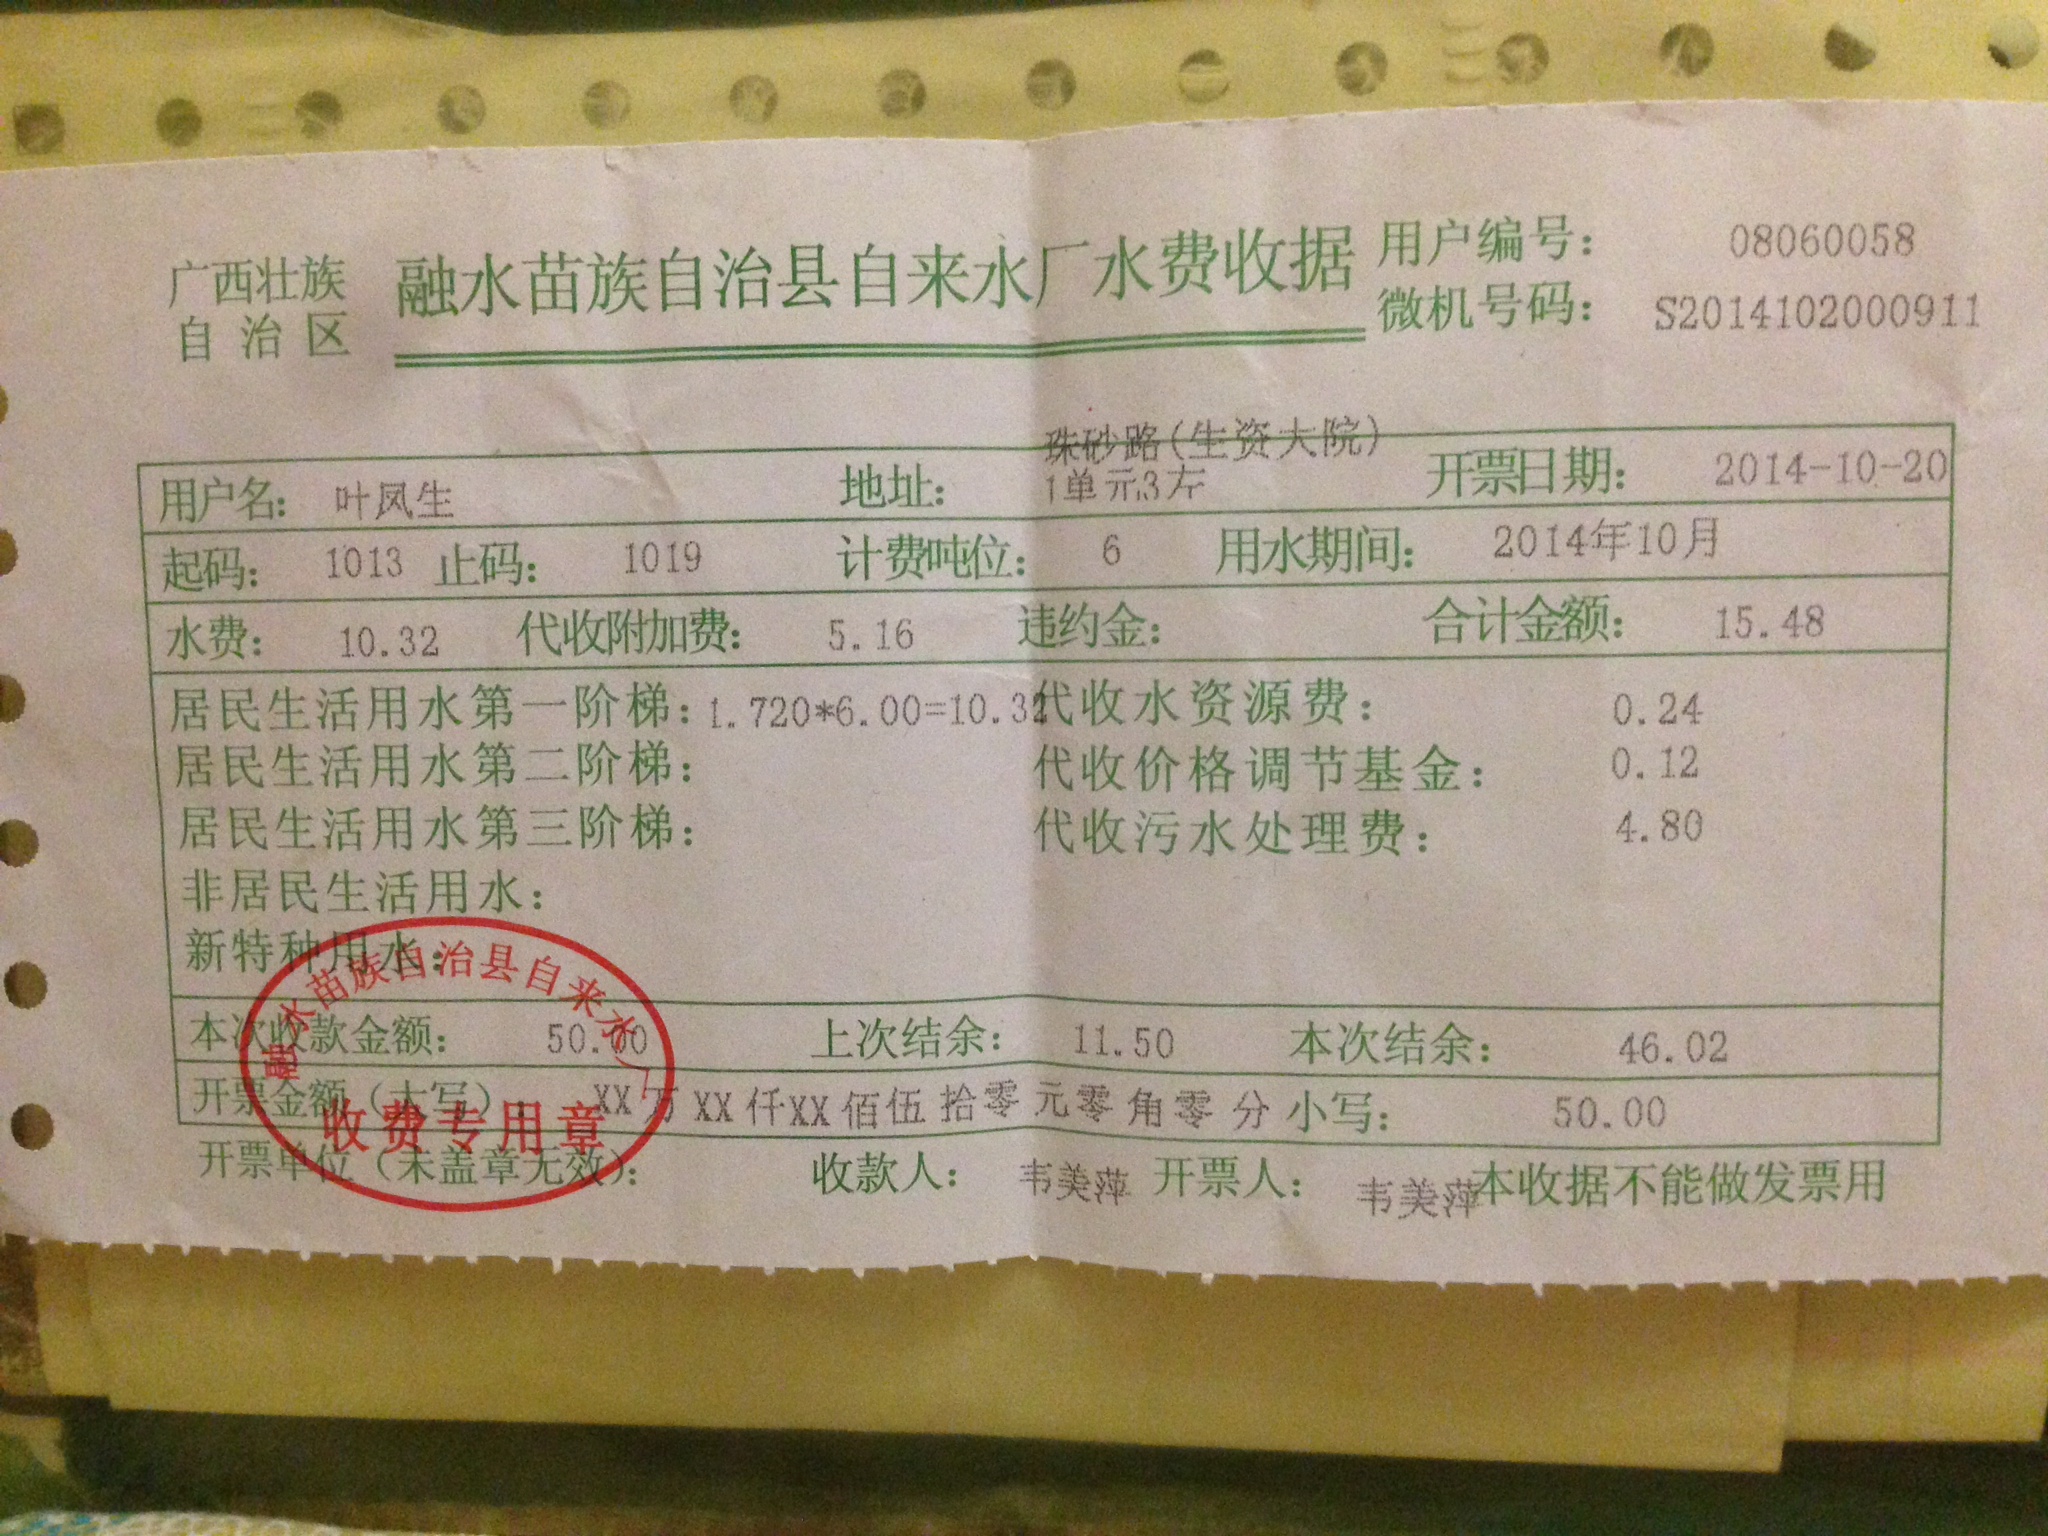 广西壮族
自治区
融水苗族自治县自来水厂水费收据
用户编号: 08060058
微机号码: S2014102000911
用户名: 叶凤生 地址: 珠砂路(生资大院)
1单元3左 开票日期: 2014-10-20
起码: 1013 止码: 1019 计费吨位: 6 用水期间: 2014年10月
水费: 10.32 代收附加费: 5.16 违约金: 合计金额: 15.48
居民生活用水第一阶梯: 1.720*6.00=10.32 代收水资源费: 0.24
居民生活用水第二阶梯: 代收价格调节基金: 0.12
居民生活用水第三阶梯: 代收污水处理费: 4.80
非居民生活用水:
新特种用水:
本次收款金额: 50.00 上次结余: 11.50 本次结余: 46.02
开票金额(大写): XX万XX仟XX佰伍拾零元零角零分 小写: 50.00
开票单位(未盖章无效): 收款人: 韦美萍 开票人: 韦美萍 本收据不能做发票用
融水苗族自治县自来水厂
收费专用章